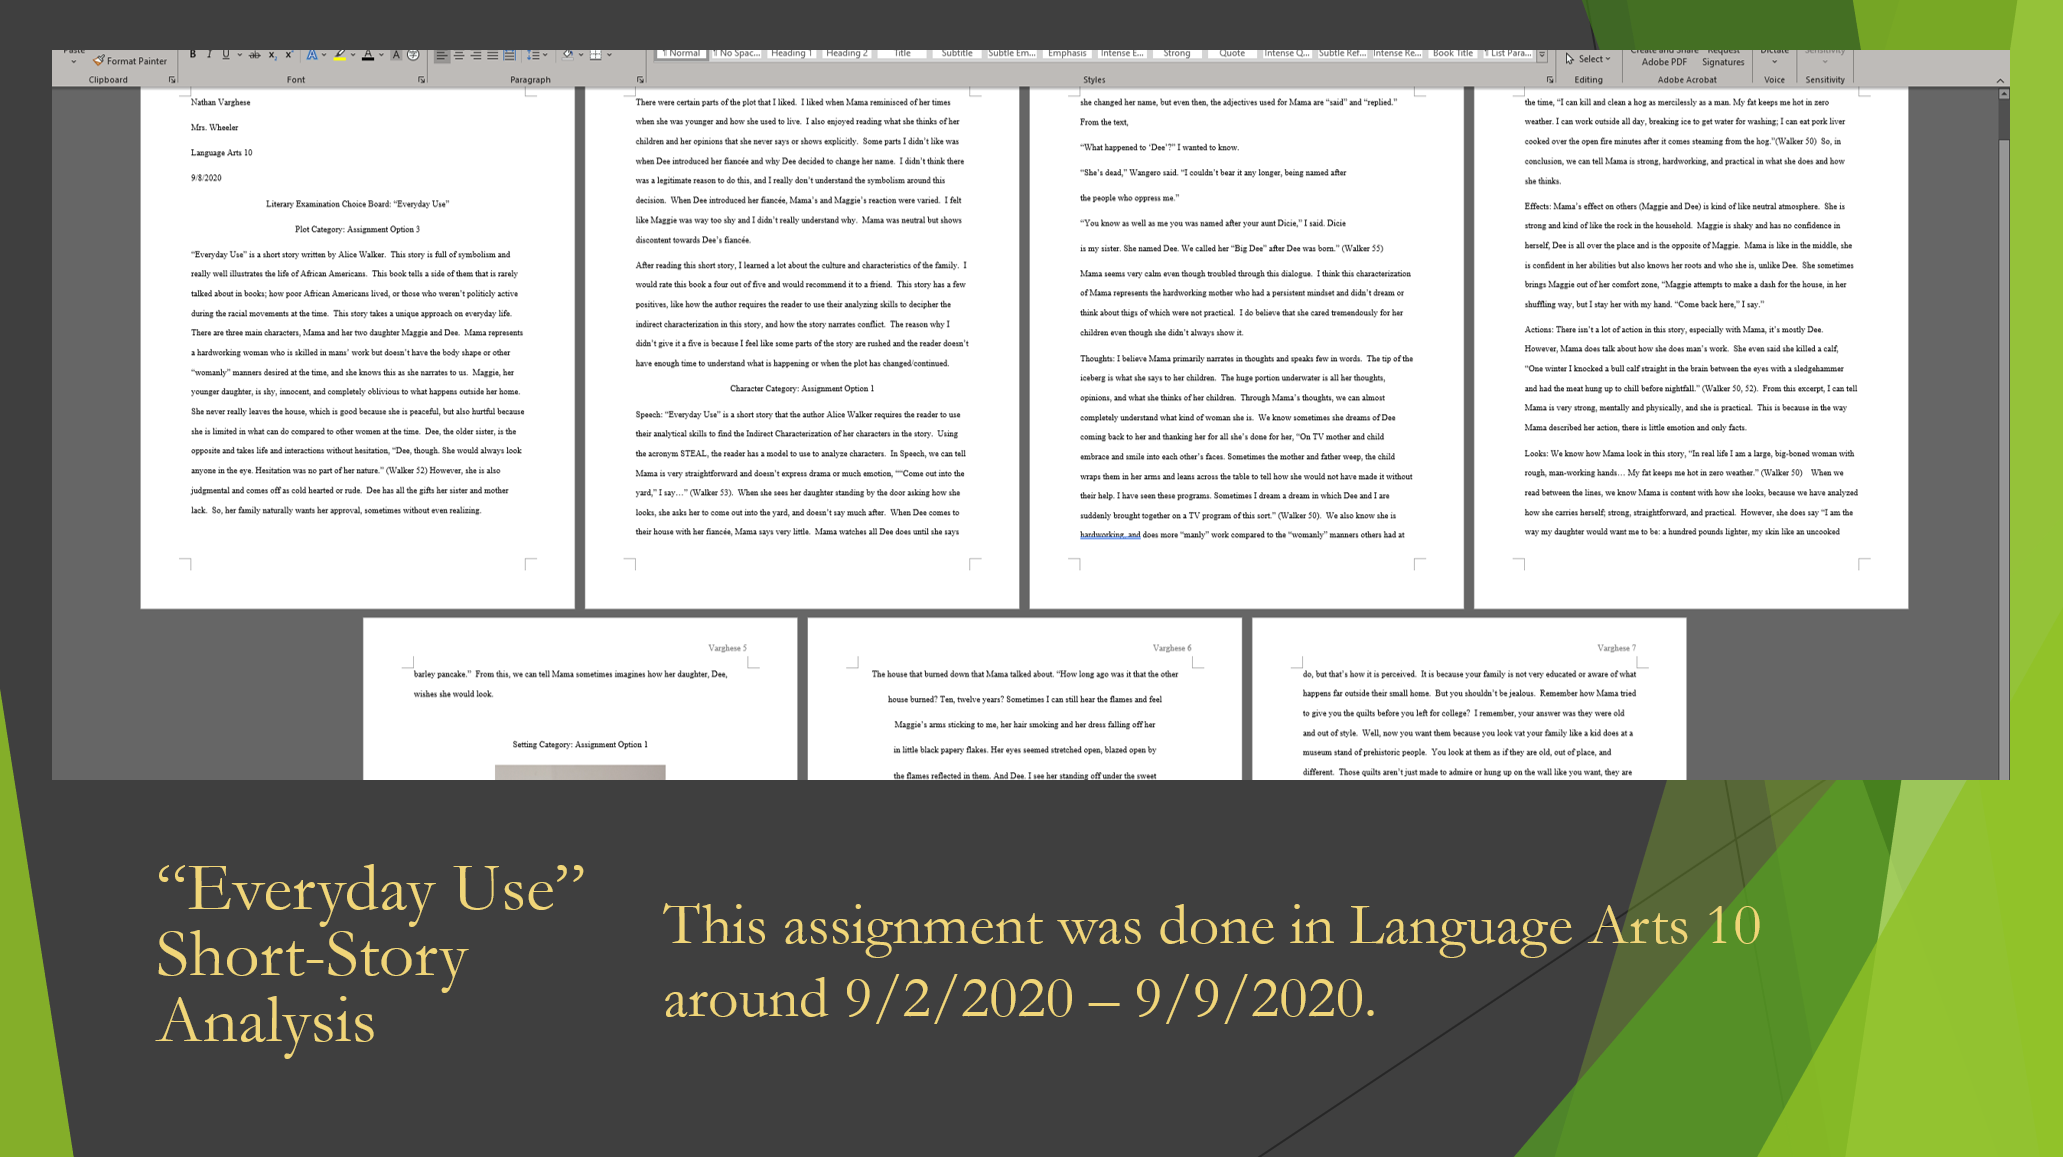 Paste
Format Painter
Clipboard
B I U ab x₂ x² A A A
Font
Paragraph
¶ Normal
¶ No Spac...
Heading 1
Heading 2
Title
Subtitle
Subtle Em...
Emphasis
Intense E...
Strong
Quote
Intense Q...
Subtle Ref...
Intense Re...
Book Title
¶ List Para...
Styles
Select
Editing
Create and Share
Adobe PDF
Request
Signatures
Adobe Acrobat
Dictate
Voice
Sensitivity
Sensitivity
Nathan Varghese
Mrs. Wheeler
Language Arts 10
9/8/2020
Literary Examination Choice Board: “Everyday Use”
Plot Category: Assignment Option 3
“Everyday Use” is a short story written by Alice Walker. This story is full of symbolism and
really well illustrates the life of African Americans. This book tells a side of them that is rarely
talked about in books; how poor African Americans lived, or those who weren’t politically active
during the racial movements at the time. This story takes a unique approach on everyday life.
There are three main characters, Mama and her two daughter Maggie and Dee. Mama represents
a hardworking woman who is skilled in mans’ work but doesn’t have the body shape or other
“womanly” manners desired at the time, and she knows this as she narrates to us. Maggie, her
younger daughter, is shy, innocent, and completely oblivious to what happens outside her home.
She never really leaves the house, which is good because she is peaceful, but also hurtful because
she is limited in what can do compared to other women at the time. Dee, the older sister, is the
opposite and takes life and interactions without hesitation, “Dee, though. She would always look
anyone in the eye. Hesitation was no part of her nature.” (Walker 52) However, she is also
judgmental and comes off as cold hearted or rude. Dee has all the gifts her sister and mother
lack. So, her family naturally wants her approval, sometimes without even realizing.
There were certain parts of the plot that I liked. I liked when Mama reminisced of her times
when she was younger and how she used to live. I also enjoyed reading what she thinks of her
children and her opinions that she never says or shows explicitly. Some parts I didn’t like was
when Dee introduced her fiancée and why Dee decided to change her name. I didn’t think there
was a legitimate reason to do this, and I really don’t understand the symbolism around this
decision. When Dee introduced her fiancée, Mama’s and Maggie’s reaction were varied. I felt
like Maggie was way too shy and I didn’t really understand why. Mama was neutral but shows
discontent towards Dee’s fiancée.
After reading this short story, I learned a lot about the culture and characteristics of the family. I
would rate this book a four out of five and would recommend it to a friend. This story has a few
positives, like how the author requires the reader to use their analyzing skills to decipher the
indirect characterization in this story, and how the story narrates conflict. The reason why I
didn’t give it a five is because I feel like some parts of the story are rushed and the reader doesn’t
have enough time to understand what is happening or when the plot has changed/continued.
Character Category: Assignment Option 1
Speech: “Everyday Use” is a short story that the author Alice Walker requires the reader to use
their analytical skills to find the Indirect Characterization of her characters in the story. Using
the acronym STEAL, the reader has a model to use to analyze characters. In Speech, we can tell
Mama is very straightforward and doesn’t express drama or much emotion, ““Come out into the
yard,” I say…” (Walker 53). When she sees her daughter standing by the door asking how she
looks, she asks her to come out into the yard, and doesn’t say much after. When Dee comes to
their house with her fiancée, Mama says very little. Mama watches all Dee does until she says
she changed her name, but even then, the adjectives used for Mama are “said” and “replied.”
From the text,
“What happened to ‘Dee’?” I wanted to know.
“She’s dead,” Wangero said. “I couldn’t bear it any longer, being named after
the people who oppress me.”
“You know as well as me you was named after your aunt Dicie,” I said. Dicie
is my sister. She named Dee. We called her “Big Dee” after Dee was born.” (Walker 55)
Mama seems very calm even though troubled through this dialogue. I think this characterization
of Mama represents the hardworking mother who had a persistent mindset and didn’t dream or
think about thigs of which were not practical. I do believe that she cared tremendously for her
children even though she didn’t always show it.
Thoughts: I believe Mama primarily narrates in thoughts and speaks few in words. The tip of the
iceberg is what she says to her children. The huge portion underwater is all her thoughts,
opinions, and what she thinks of her children. Through Mama’s thoughts, we can almost
completely understand what kind of woman she is. We know sometimes she dreams of Dee
coming back to her and thanking her for all she’s done for her, “On TV mother and child
embrace and smile into each other’s faces. Sometimes the mother and father weep, the child
wraps them in her arms and leans across the table to tell how she would not have made it without
their help. I have seen these programs. Sometimes I dream a dream in which Dee and I are
suddenly brought together on a TV program of this sort.” (Walker 50). We also know she is
hardworking, and does more “manly” work compared to the “womanly” manners others had at
the time, “I can kill and clean a hog as mercilessly as a man. My fat keeps me hot in zero
weather. I can work outside all day, breaking ice to get water for washing; I can eat pork liver
cooked over the open fire minutes after it comes steaming from the hog.”(Walker 50) So, in
conclusion, we can tell Mama is strong, hardworking, and practical in what she does and how
she thinks.
Effects: Mama’s effect on others (Maggie and Dee) is kind of like neutral atmosphere. She is
strong and kind of like the rock in the household. Maggie is shaky and has no confidence in
herself, Dee is all over the place and is the opposite of Maggie. Mama is like in the middle, she
is confident in her abilities but also knows her roots and who she is, unlike Dee. She sometimes
brings Maggie out of her comfort zone, “Maggie attempts to make a dash for the house, in her
shuffling way, but I stay her with my hand. “Come back here,” I say.”
Actions: There isn’t a lot of action in this story, especially with Mama, it’s mostly Dee.
However, Mama does talk about how she does man’s work. She even said she killed a calf,
“One winter I knocked a bull calf straight in the brain between the eyes with a sledgehammer
and had the meat hung up to chill before nightfall.” (Walker 50, 52). From this excerpt, I can tell
Mama is very strong, mentally and physically, and she is practical. This is because in the way
Mama described her action, there is little emotion and only facts.
Looks: We know how Mama look in this story, “In real life I am a large, big-boned woman with
rough, man-working hands… My fat keeps me hot in zero weather.” (Walker 50) When we
read between the lines, we know Mama is content with how she looks, because we have analyzed
how she carries herself; strong, straightforward, and practical. However, she does say “I am the
way my daughter would want me to be: a hundred pounds lighter, my skin like an uncooked
Varghese 5
barley pancake.” From this, we can tell Mama sometimes imagines how her daughter, Dee,
wishes she would look.
Setting Category: Assignment Option 1
Varghese 6
The house that burned down that Mama talked about. “How long ago was it that the other
house burned? Ten, twelve years? Sometimes I can still hear the flames and feel
Maggie’s arms sticking to me, her hair smoking and her dress falling off her
in little black papery flakes. Her eyes seemed stretched open, blazed open by
the flames reflected in them. And Dee. I see her standing off under the sweet
Varghese 7
do, but that’s how it is perceived. It is because your family is not very educated or aware of what
happens far outside their small home. But you shouldn’t be jealous. Remember how Mama tried
to give you the quilts before you left for college? I remember, your answer was they were old
and out of style. Well, now you want them because you look vat your family like a kid does at a
museum stand of prehistoric people. You look at them as if they are old, out of place, and
different. Those quilts aren’t just made to admire or hung up on the wall like you want, they are
“Everyday Use”
Short-Story
Analysis
This assignment was done in Language Arts 10
around 9/2/2020 – 9/9/2020.